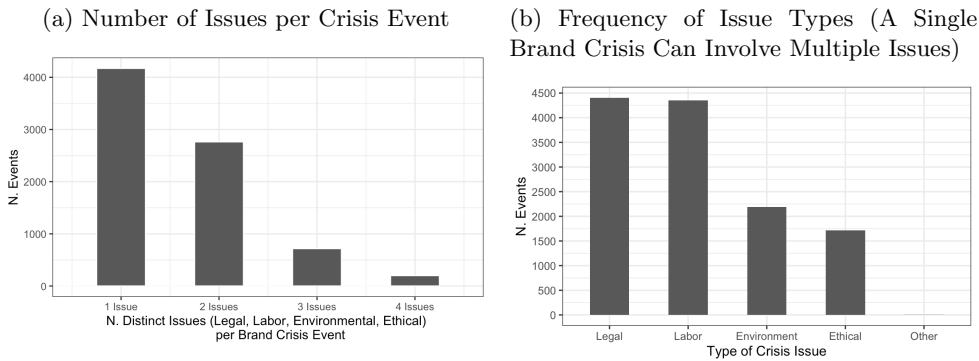 (a) Number of Issues per Crisis Event
4000
3000
2000
1000
0
N. Events
1 Issue
2 Issues
3 Issues
4 Issues
N. Distinct Issues (Legal, Labor, Environmental, Ethical)
per Brand Crisis Event
(b) Frequency of Issue Types (A Single
Brand Crisis Can Involve Multiple Issues)
4500
4000
3500
3000
2500
2000
1500
1000
500
0
N. Events
Legal
Labor
Environment
Ethical
Other
Type of Crisis Issue